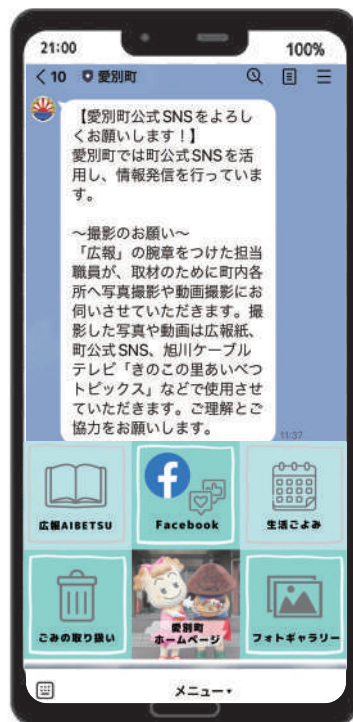 21:00
100%
< 10 愛別町
【愛別町公式SNSをよろし
くお願いします！】
愛別町では町公式SNSを活
用し、情報発信を行っていま
す。
～撮影のお願い～
「広報」の腕章をつけた担当
職員が、取材のために町内各
所へ写真撮影や動画撮影にお
伺いさせていただきます。撮
影した写真や動画は広報紙、
町公式SNS、旭川ケーブル
テレビ「きのこの里あいべつ
トピックス」などで使用させ
ていただきます。ご理解とご
協力をお願いします。
11:37
広報AIBETSU
Facebook
生活ごよみ
ごみの取り扱い
愛別町
ホームページ
フォトギャラリー
メニュー▾